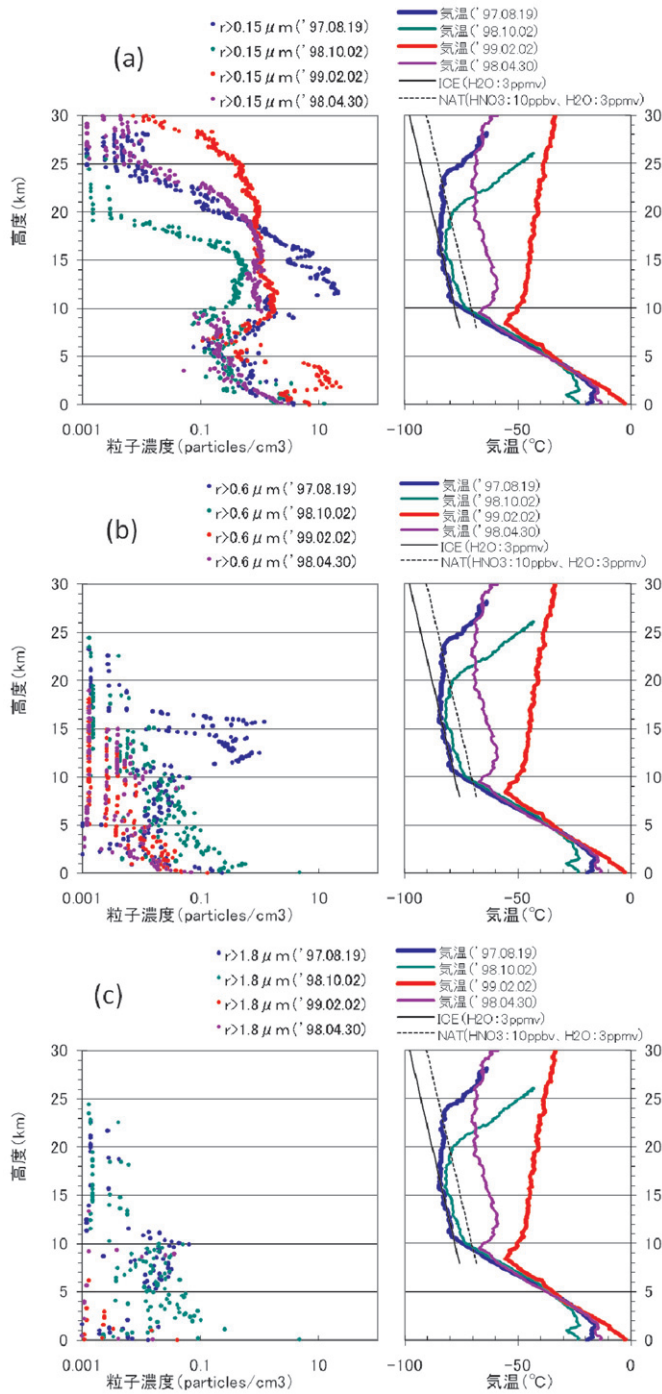 (a)
r>0.15μm('97.08.19)
r>0.15μm('98.10.02)
r>0.15μm('99.02.02)
r>0.15μm('98.04.30)
気温('97.08.19)
気温('98.10.02)
気温('99.02.02)
気温('98.04.30)
ICE(H2O:3ppmv)
NAT(HNO3:10ppbv、H2O:3ppmv)
高度(km)
30
25
20
15
10
5
0
0.001
0.1
10
粒子濃度(particles/cm3)
30
25
20
15
10
5
0
-100
-50
0
気温(℃)
(b)
r>0.6μm('97.08.19)
r>0.6μm('98.10.02)
r>0.6μm('99.02.02)
r>0.6μm('98.04.30)
気温('97.08.19)
気温('98.10.02)
気温('99.02.02)
気温('98.04.30)
ICE(H2O:3ppmv)
NAT(HNO3:10ppbv、H2O:3ppmv)
高度(km)
30
25
20
15
10
5
0
0.001
0.1
10
粒子濃度(particles/cm3)
30
25
20
15
10
5
0
-100
-50
0
気温(℃)
(c)
r>1.8μm('97.08.19)
r>1.8μm('98.10.02)
r>1.8μm('99.02.02)
r>1.8μm('98.04.30)
気温('97.08.19)
気温('98.10.02)
気温('99.02.02)
気温('98.04.30)
ICE(H2O:3ppmv)
NAT(HNO3:10ppbv、H2O:3ppmv)
高度(km)
30
25
20
15
10
5
0
0.001
0.1
10
粒子濃度(particles/cm3)
30
25
20
15
10
5
0
-100
-50
0
気温(℃)